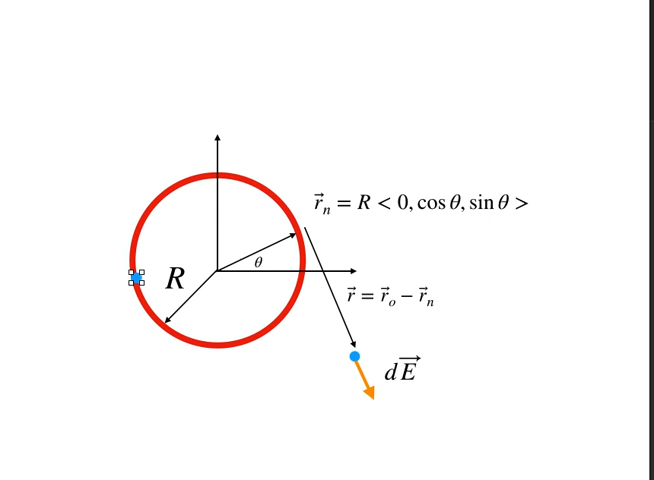 r⃗ₙ = R < 0, cos θ, sin θ >
θ
R
r⃗ = r⃗ₒ − r⃗ₙ
dE⃗